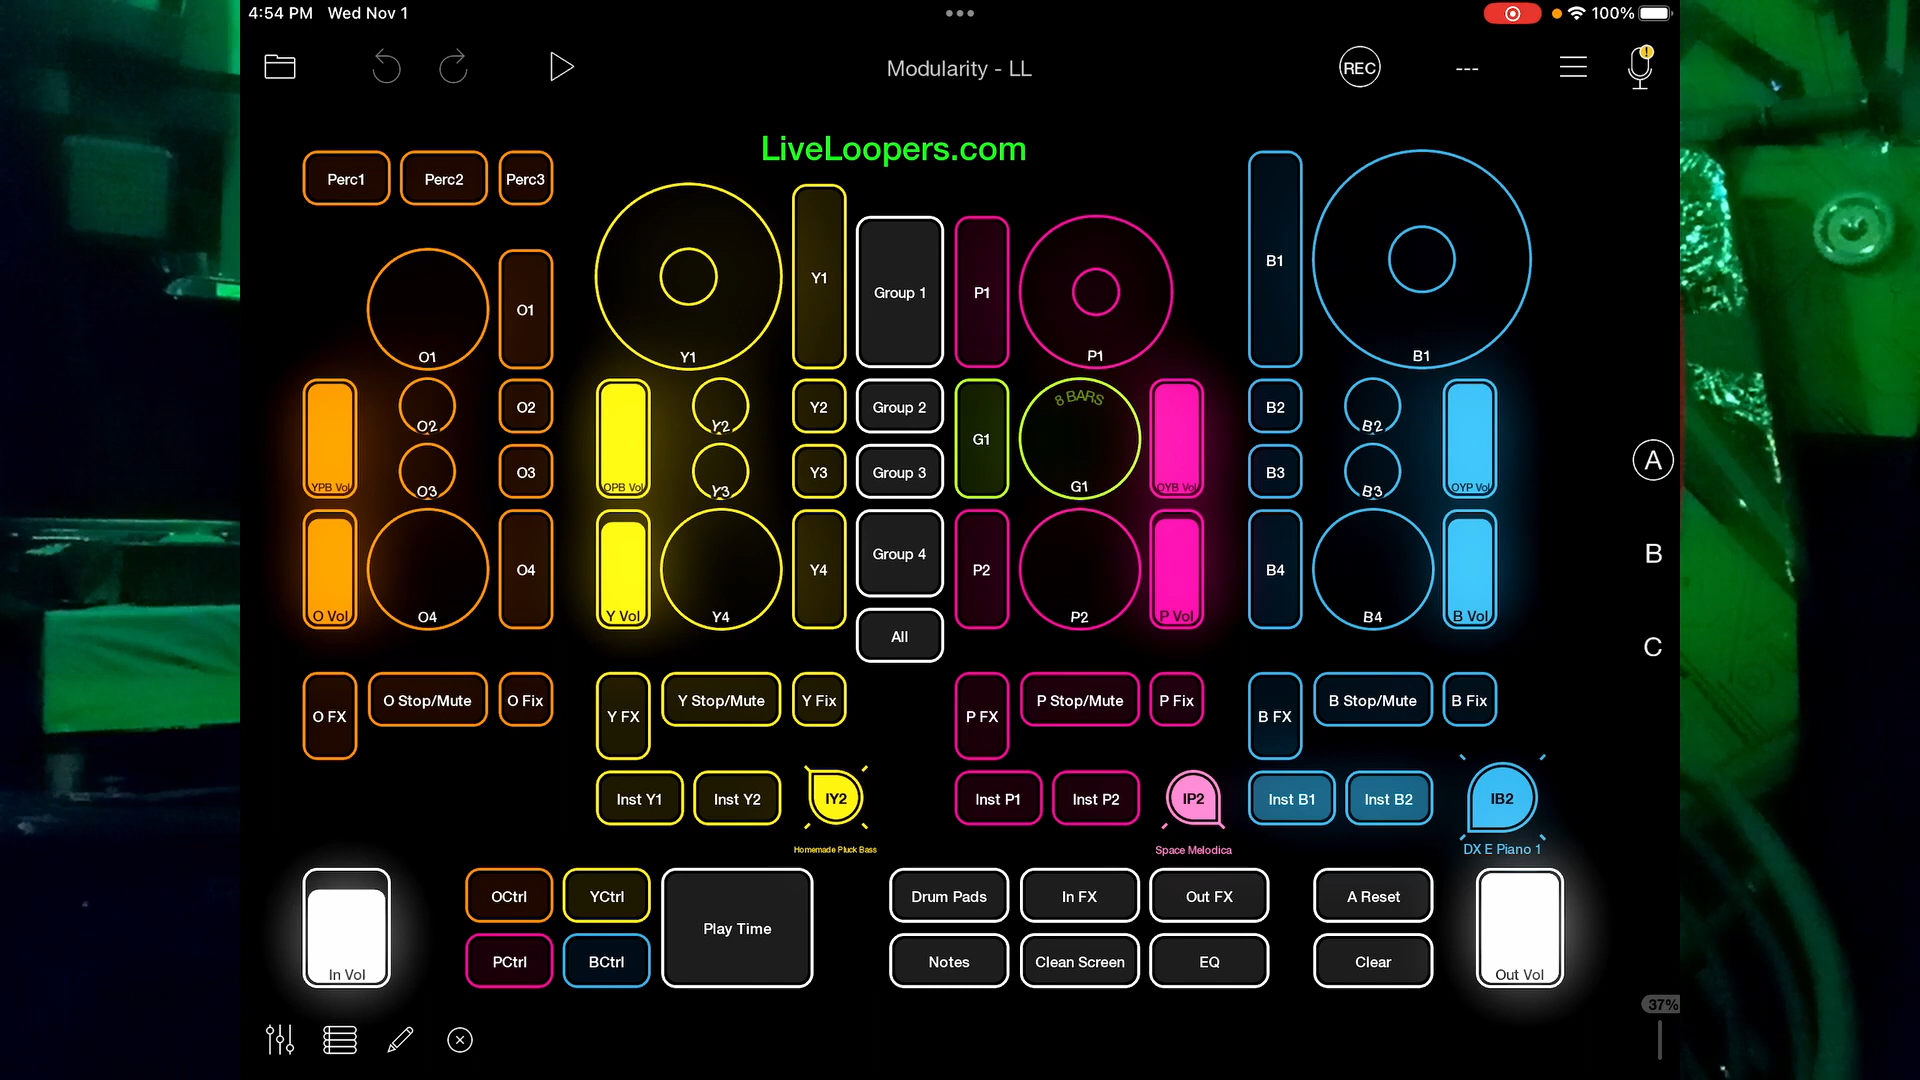 4:54 PM Wed Nov 1
100%
Modularity - LL
REC
---
LiveLoopers.com
Perc1 Perc2 Perc3
O1 O1
Y1 Y1
Group 1
P1 P1
B1 B1
YPB Vol O2 O2
OPB Vol Y2 Y2
Group 2
G1 8 BARS G1
OYB Vol
B2 B2
OYP Vol
O3 O3
Y3 Y3
Group 3
B3 B3
O Vol O4 O4
Y Vol Y4 Y4
Group 4
P2 P2 P Vol
B4 B4 B Vol
All
A
B
C
O FX O Stop/Mute O Fix
Y FX Y Stop/Mute Y Fix
P FX P Stop/Mute P Fix
B FX B Stop/Mute B Fix
Inst Y1 Inst Y2 IY2
Homemade Pluck Bass
Inst P1 Inst P2 IP2
Space Melodica
Inst B1 Inst B2 IB2
DX E Piano 1
In Vol
OCtrl YCtrl
PCtrl BCtrl
Play Time
Drum Pads In FX Out FX
Notes Clean Screen EQ
A Reset
Clear
Out Vol
37%